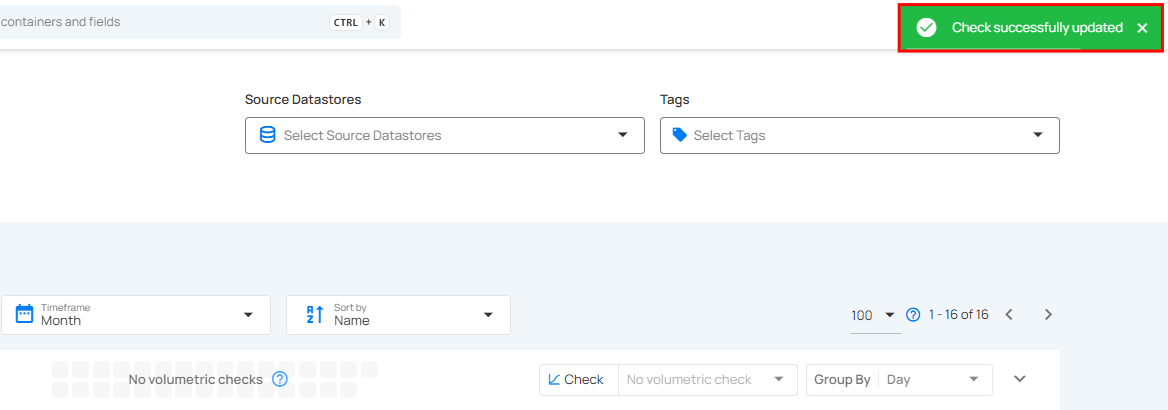 containers and fields CTRL + K
Check successfully updated
Source Datastores
Tags
Select Source Datastores
Select Tags
Timeframe
Month
A
Z
Sort by
Name
100
1 - 16 of 16
No volumetric checks
Check
No volumetric check
Group By
Day